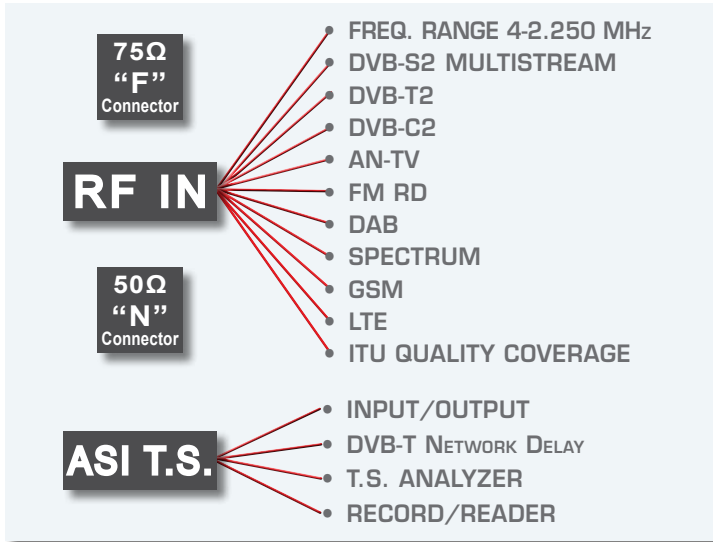 75Ω
“F”
Connector
RF IN
50Ω
“N”
Connector
FREQ. RANGE 4-2.250 MHz
DVB-S2 MULTISTREAM
DVB-T2
DVB-C2
AN-TV
FM RD
DAB
SPECTRUM
GSM
LTE
ITU QUALITY COVERAGE
ASI T.S.
INPUT/OUTPUT
DVB-T NETWORK DELAY
T.S. ANALYZER
RECORD/READER